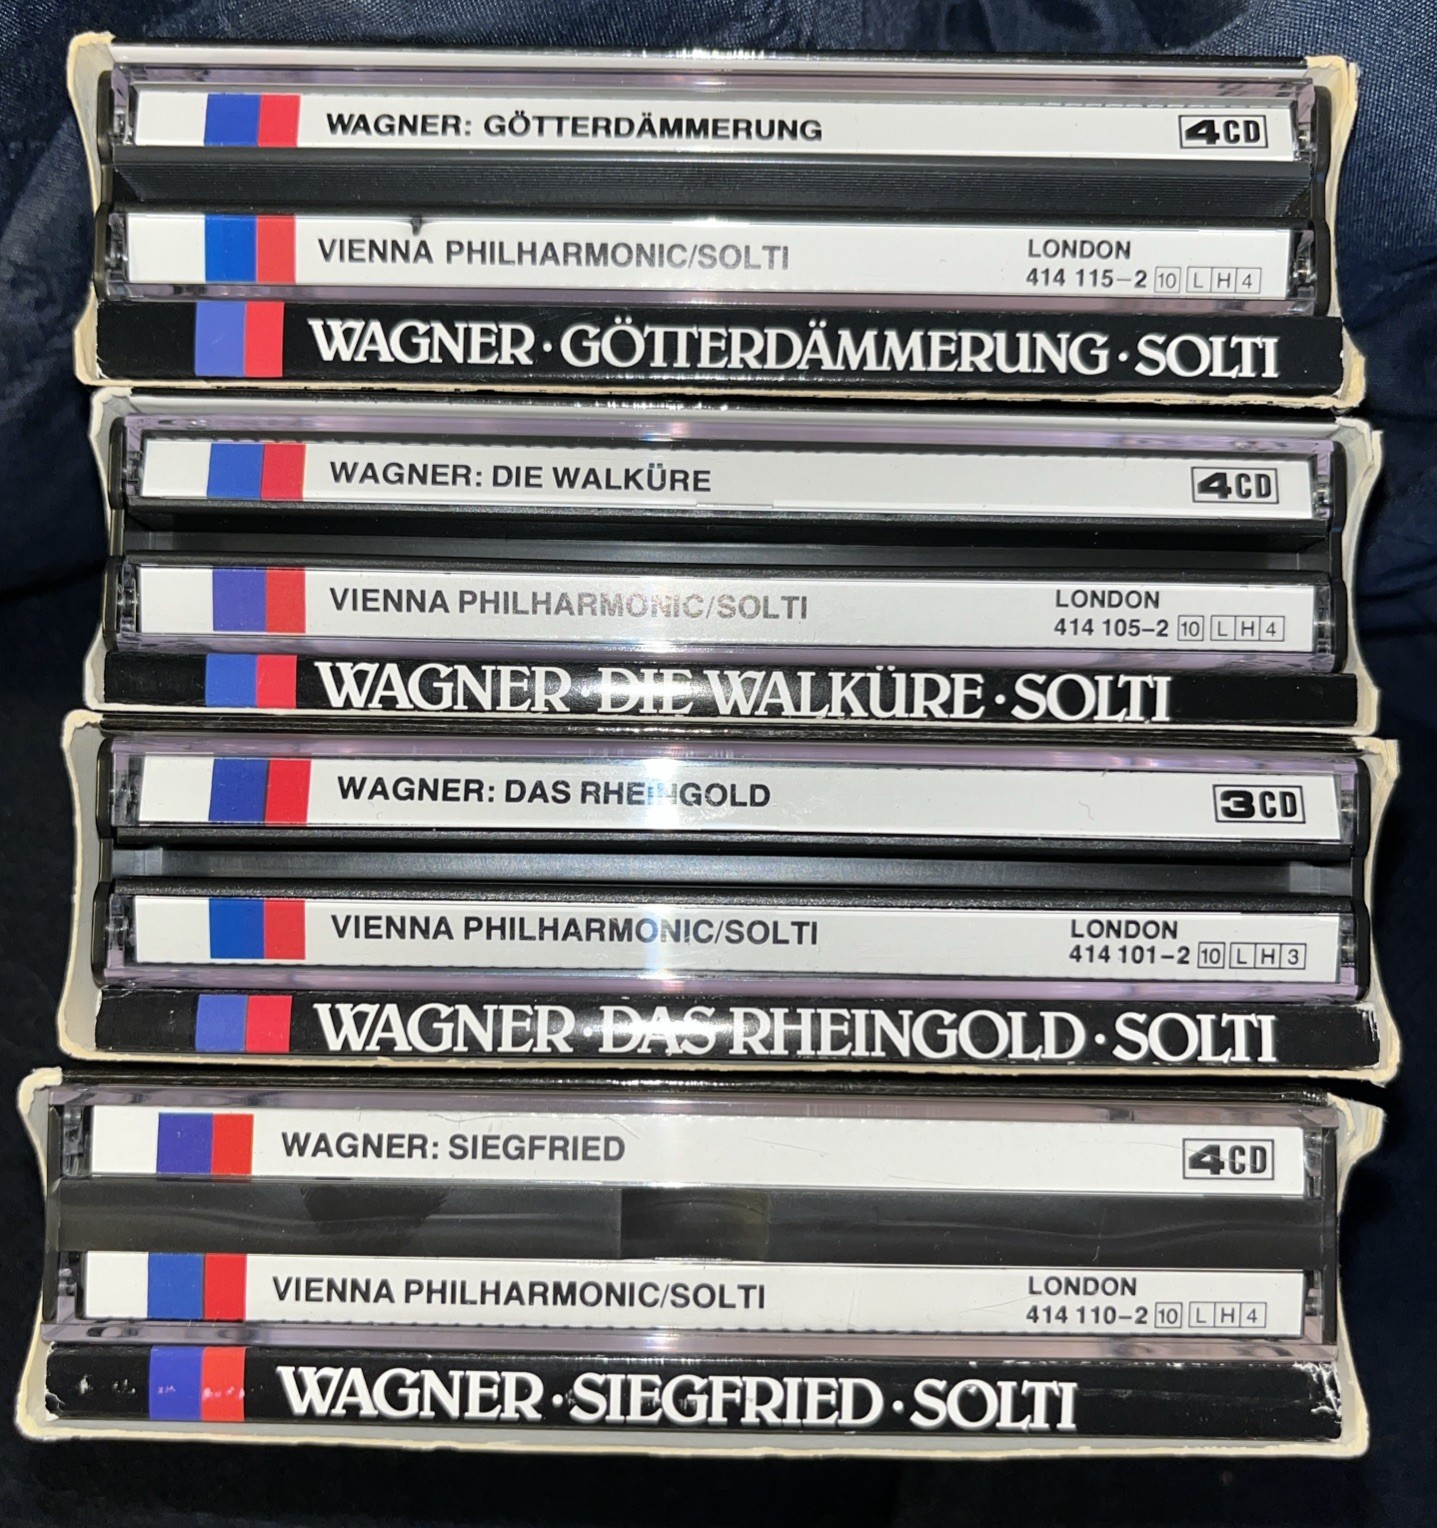 WAGNER: GÖTTERDÄMMERUNG 4CD
VIENNA PHILHARMONIC/SOLTI LONDON
414 115-2 10 L H 4
WAGNER · GÖTTERDÄMMERUNG · SOLTI
WAGNER: DIE WALKÜRE 4CD
VIENNA PHILHARMONIC/SOLTI LONDON
414 105-2 10 L H 4
WAGNER · DIE WALKÜRE · SOLTI
WAGNER: DAS RHEINGOLD 3CD
VIENNA PHILHARMONIC/SOLTI LONDON
414 101-2 10 L H 3
WAGNER · DAS RHEINGOLD · SOLTI
WAGNER: SIEGFRIED 4CD
VIENNA PHILHARMONIC/SOLTI LONDON
414 110-2 10 L H 4
WAGNER · SIEGFRIED · SOLTI